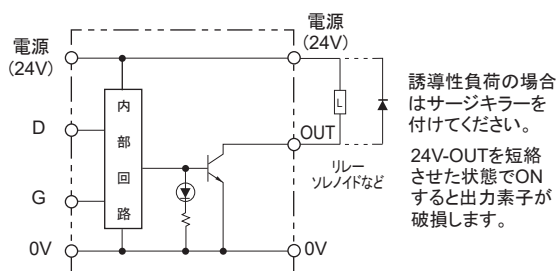 電源
(24V)
電源
(24V)
D
G
0V
内
部
回
路
L
OUT
リレー
ソレノイドなど
0V
誘導性負荷の場合
はサージキラーを
付けてください。
24V-OUTを短絡
させた状態でON
すると出力素子が
破損します。